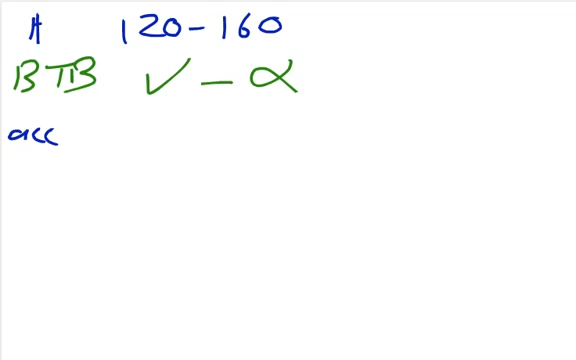 A 120-160
BTB ✓ - α
acc